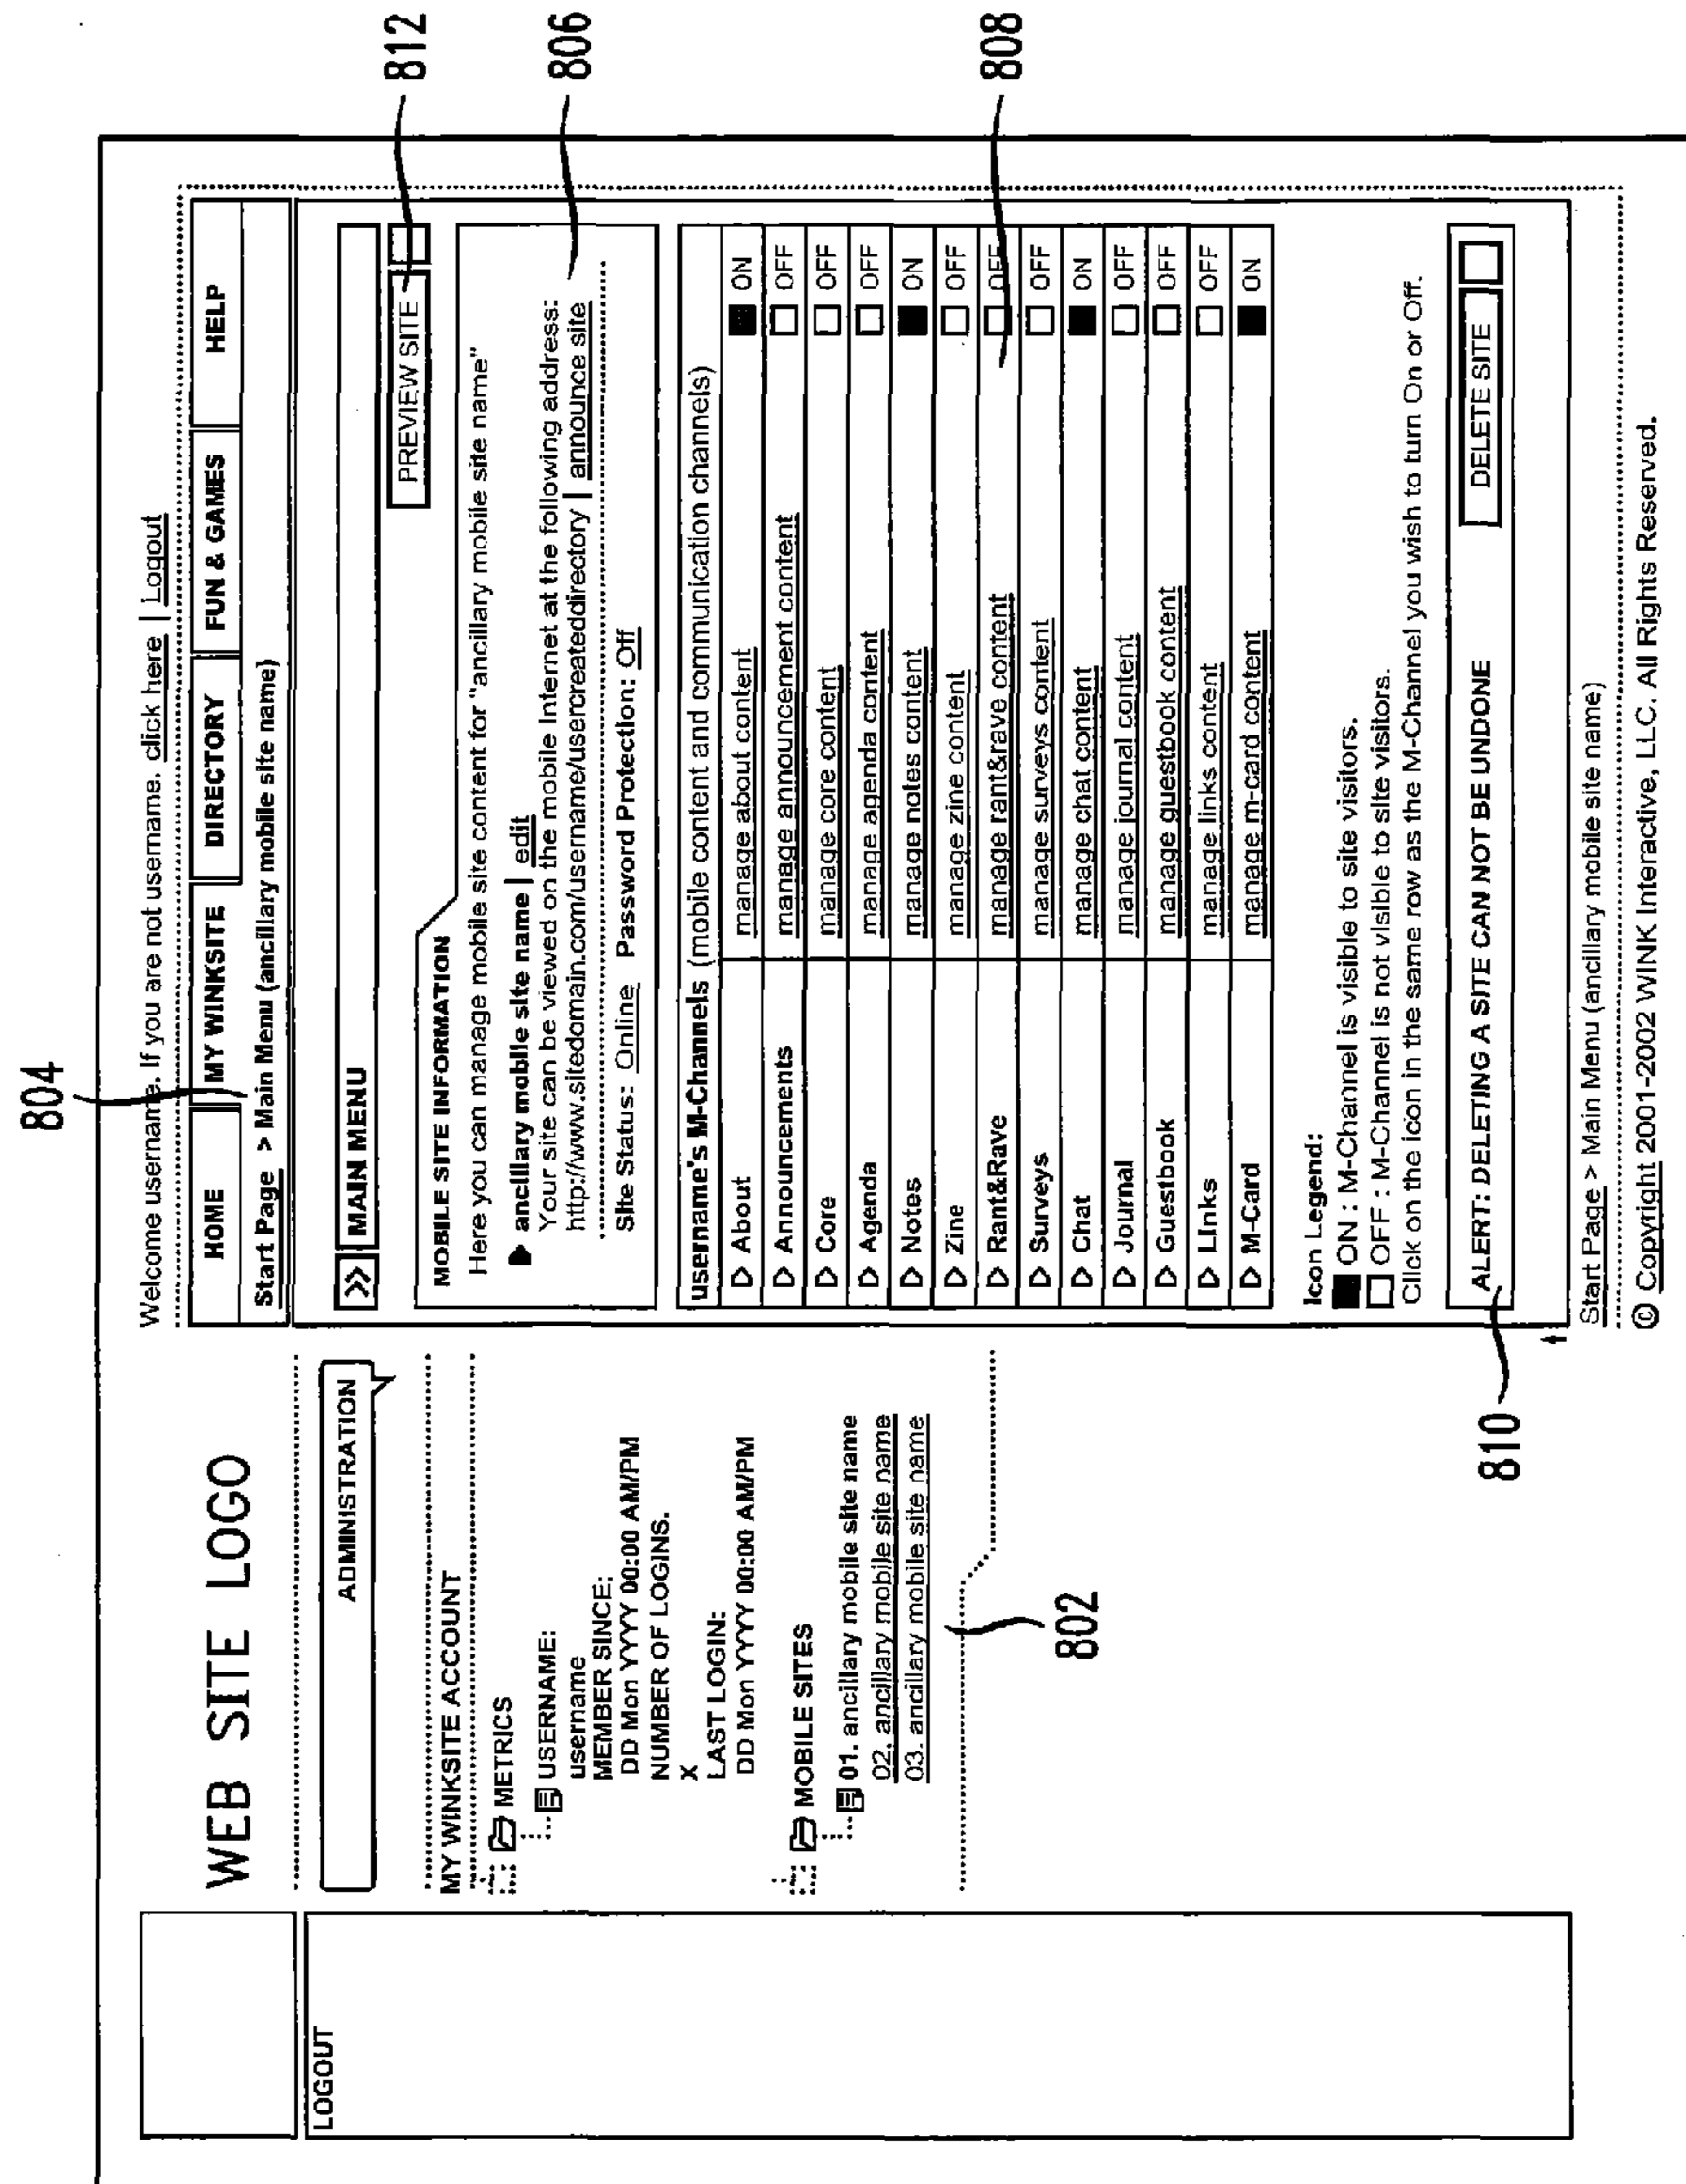 WEB SITE LOGO
LOGOUT
ADMINISTRATION
MY WINKSITE ACCOUNT
METRICS
USERNAME:
username
MEMBER SINCE:
DD Mon YYYY 00:00 AM/PM
NUMBER OF LOGINS.
X
LAST LOGIN:
DD Mon YYYY 00:00 AM/PM
MOBILE SITES
01. ancillary mobile site name
02. ancillary mobile site name
03. ancillary mobile site name
802
804
Welcome username. If you are not username. click here | Logout
HOME MY WINKSITE DIRECTORY FUN & GAMES HELP
Start Page > Main Menu (ancillary mobile site name)
>> MAIN MENU
PREVIEW SITE
812
MOBILE SITE INFORMATION
Here you can manage mobile site content for "ancillary mobile site name"
ancillary mobile site name | edit
Your site can be viewed on the mobile Internet at the following address:
http://www.sitedomain.com/username/usercreateddirectory | announce site
806
Site Status: Online Password Protection: Off
username's M-Channels (mobile content and communication channels)
About manage about content ON
Announcements manage announcement content OFF
Core manage core content OFF
Agenda manage agenda content OFF
Notes manage notes content ON
Zine manage zine content OFF
Rant&Rave manage rant&rave content OFF
808
Surveys manage surveys content OFF
Chat manage chat content ON
Journal manage journal content OFF
Guestbook manage guestbook content OFF
Links manage links content OFF
M-Card manage m-card content ON
Icon Legend:
ON : M-Channel is visible to site visitors.
OFF : M-Channel is not visible to site visitors.
Click on the icon in the same row as the M-Channel you wish to turn On or Off.
ALERT: DELETING A SITE CAN NOT BE UNDONE DELETE SITE
810
Start Page > Main Menu (ancillary mobile site name)
© Copyright 2001-2002 WINK Interactive, LLC. All Rights Reserved.